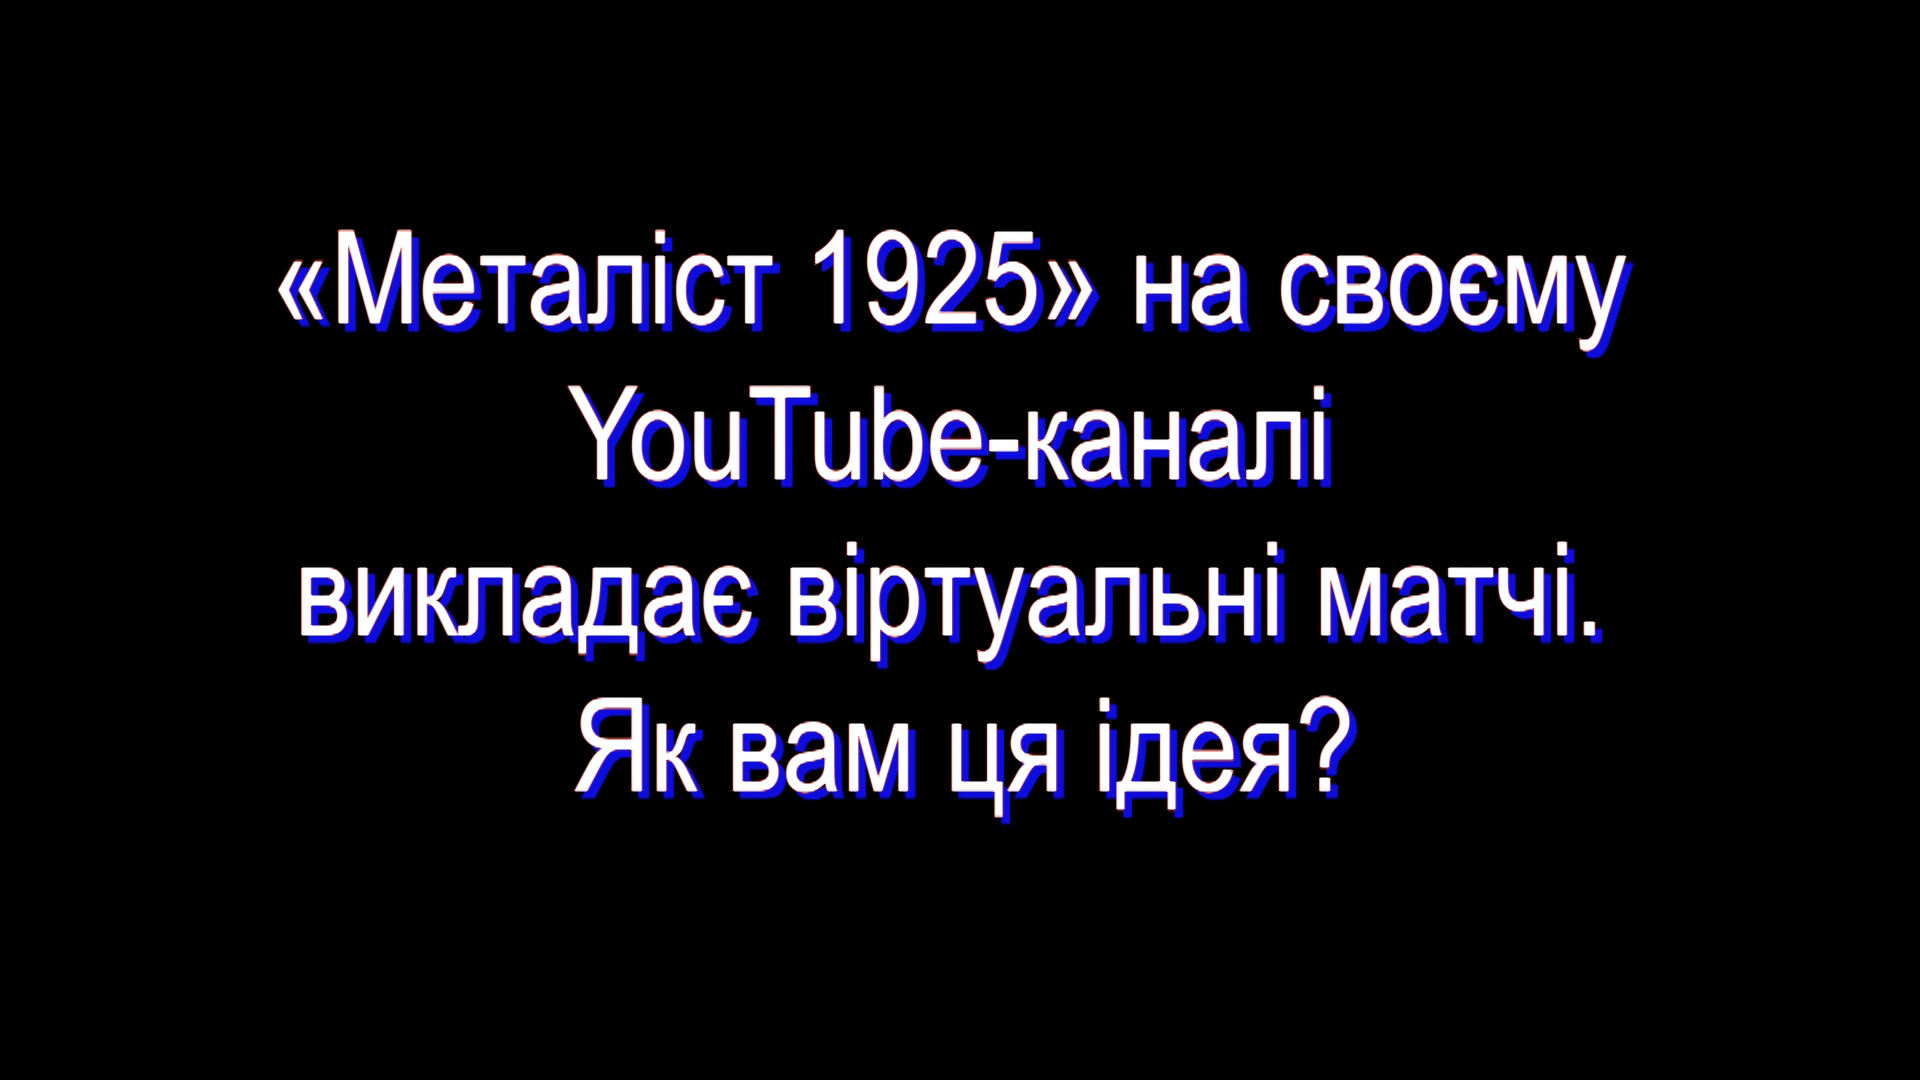 «Металіст 1925» на своєму
YouTube-каналі
викладає віртуальні матчі.
Як вам ця ідея?